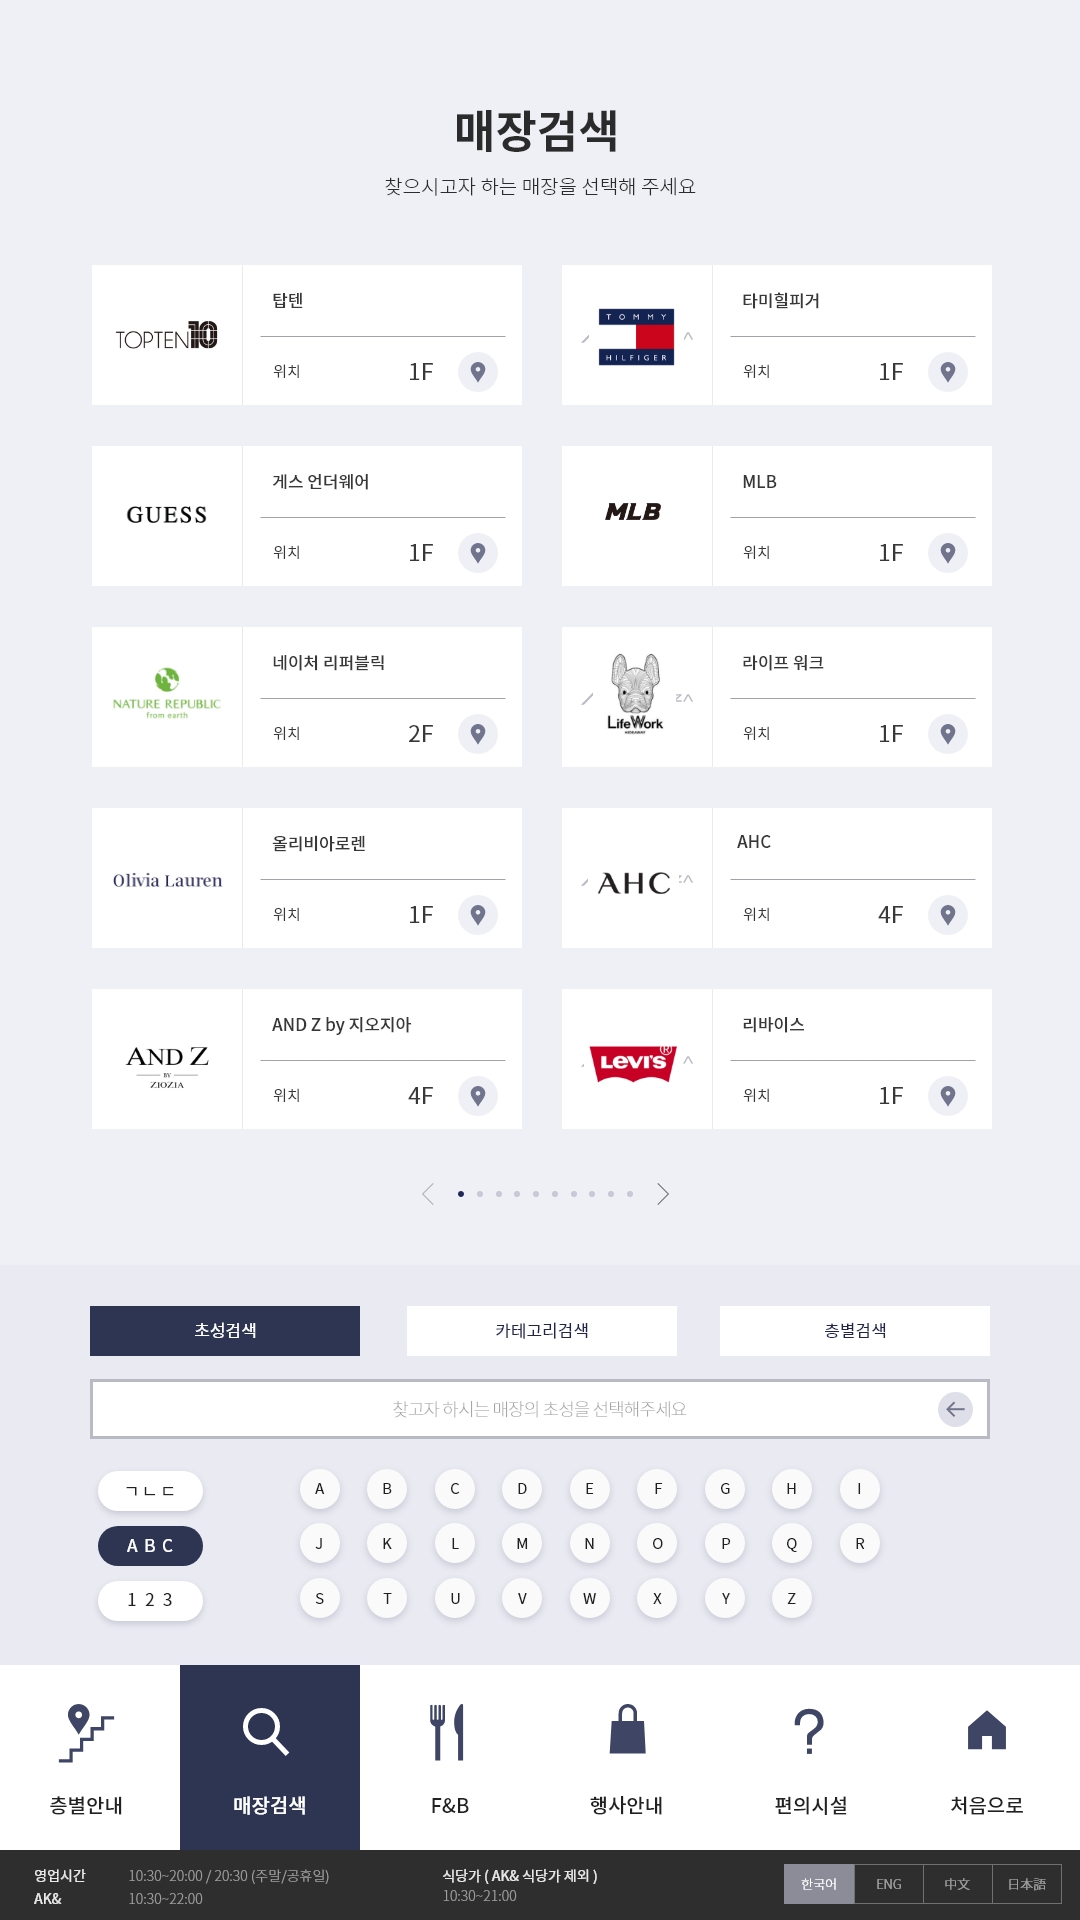 매장검색
찾으시고자 하는 매장을 선택해 주세요
TOPTEN10
탑텐
위치 1F
TOMMY
HILFIGER
타미힐피거
위치 1F
GUESS
게스 언더웨어
위치 1F
MLB
MLB
위치 1F
NATURE REPUBLIC
from earth
네이처 리퍼블릭
위치 2F
LifeWork
HIDEAWAY
라이프 워크
위치 1F
Olivia Lauren
올리비아로렌
위치 1F
AHC
AHC
위치 4F
AND Z
BY
ZIOZIA
AND Z by 지오지아
위치 4F
LEVI'S®
리바이스
위치 1F
초성검색 카테고리검색 층별검색
찾고자 하시는 매장의 초성을 선택해주세요
ㄱㄴㄷ
A B C
1 2 3
A B C D E F G H I
J K L M N O P Q R
S T U V W X Y Z
층별안내 매장검색 F&B 행사안내 편의시설 처음으로
영업시간 10:30~20:00 / 20:30 (주말/공휴일)
AK& 10:30~22:00
식당가 ( AK& 식당가 제외 )
10:30~21:00
한국어 ENG 中文 日本語